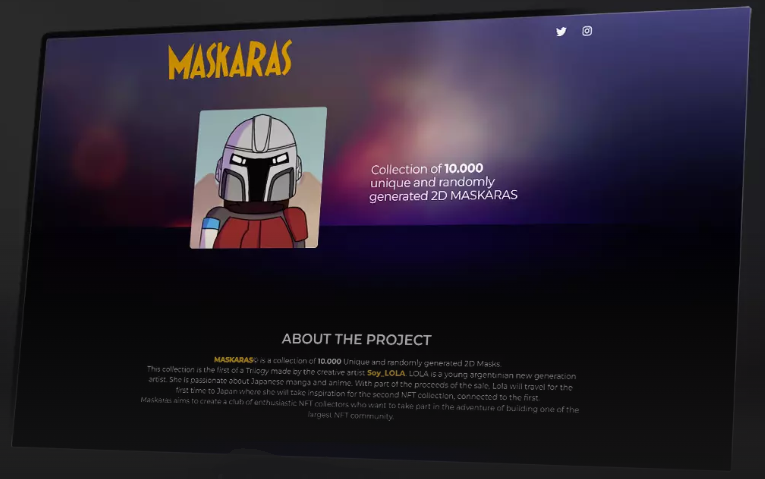 MASKARAS
Collection of 10.000
unique and randomly
generated 2D MASKARAS
ABOUT THE PROJECT
MASKARAS© is a collection of 10.000 Unique and randomly generated 2D Masks.
This collection is the first of a Trilogy made by the creative artist Soy_LOLA. LOLA is a young argentinian new generation
artist. She is passionate about Japanese manga and anime. With part of the proceeds of the sale, Lola will travel for the
first time to Japan where she will take inspiration for the second NFT collection, connected to the first.
Maskaras aims to create a club of enthusiastic NFT collectors who want to take part in the adventure of building one of the
largest NFT community.